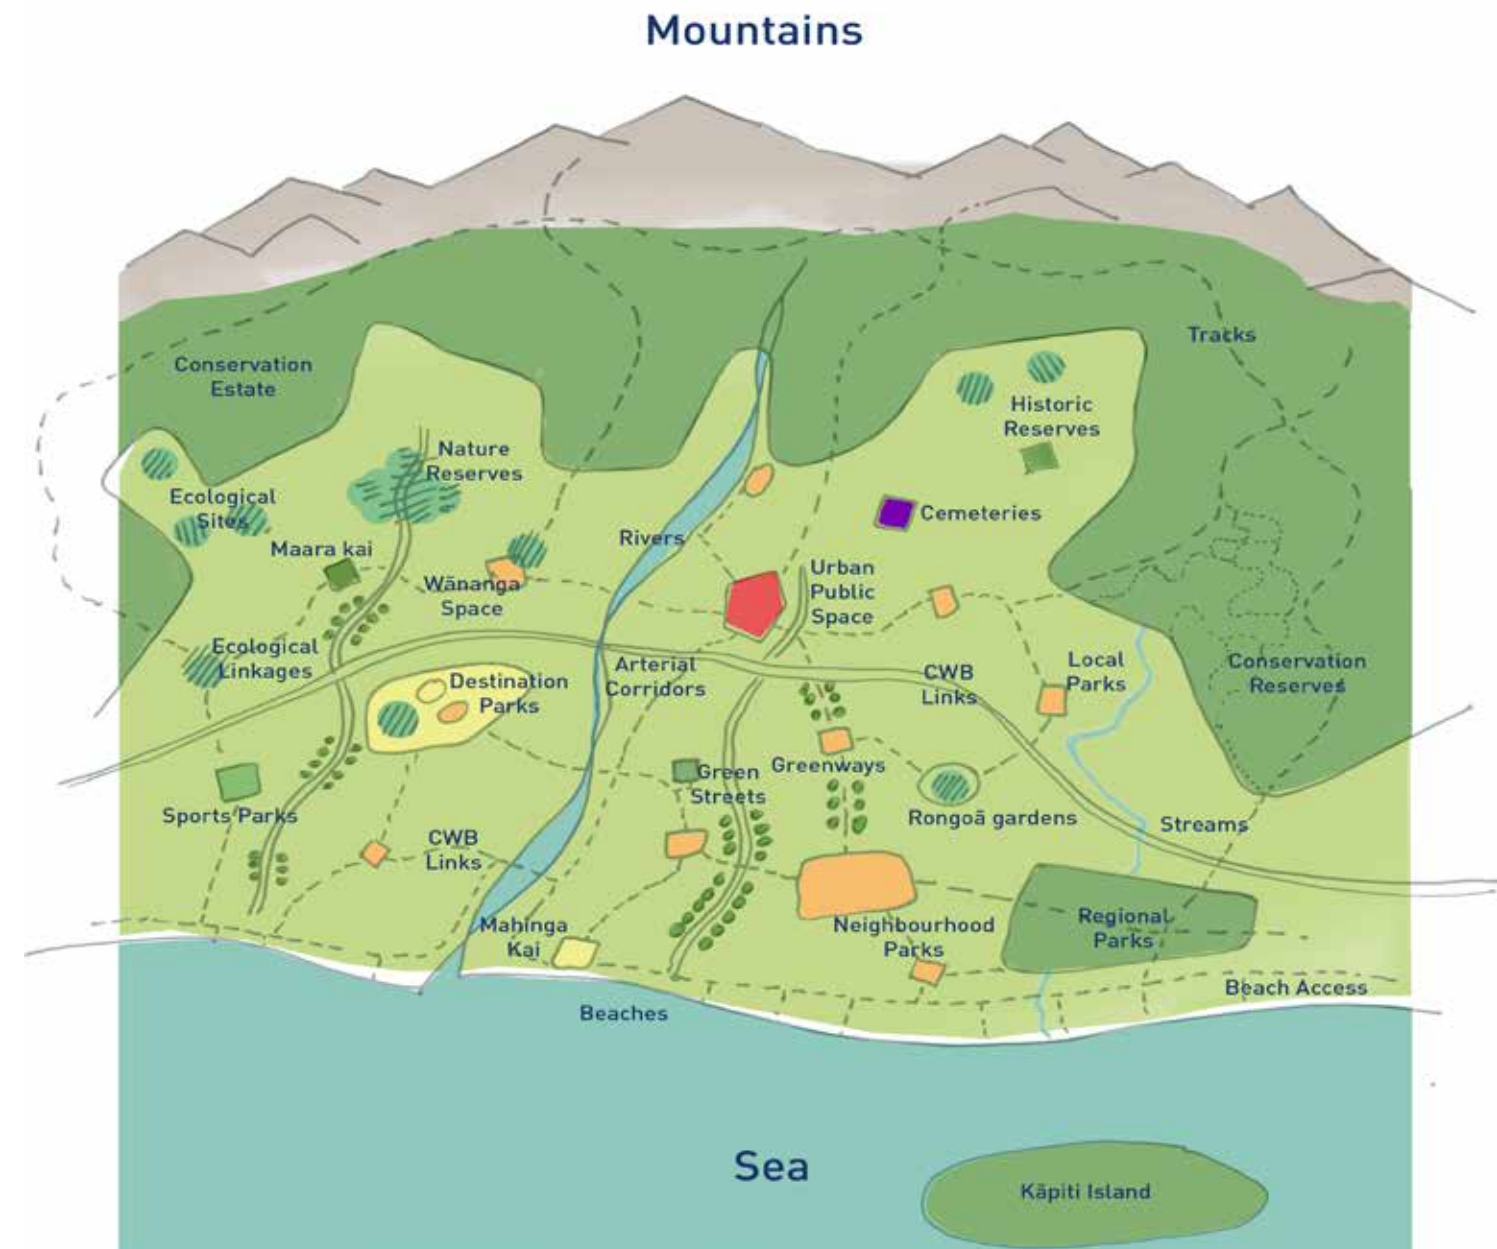 Mountains
Tracks
Conservation
Estate
Historic
Reserves
Nature
Reserves
Ecological
Sites
Cemeteries
Rivers
Maara kai
Wānanga
Space
Urban
Public
Space
Ecological
Linkages
Arterial
Corridors
CWB
Links
Local
Parks
Conservation
Reserves
Destination
Parks
Green
Streets
Greenways
Sports Parks
Rongoā gardens
Streams
CWB
Links
Mahinga
Kai
Neighbourhood
Parks
Regional
Parks
Beach Access
Beaches
Sea
Kāpiti Island